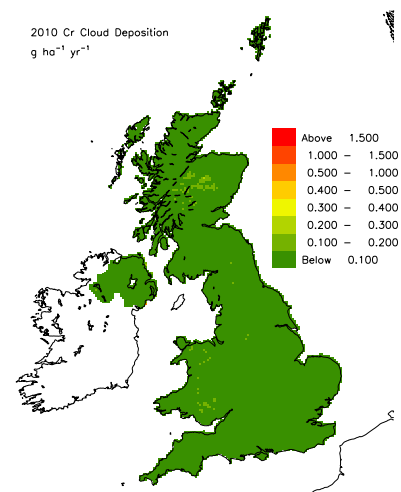 2010 Cr Cloud Deposition
g ha⁻¹ yr⁻¹
Above 1.500
1.000 – 1.500
0.500 – 1.000
0.400 – 0.500
0.300 – 0.400
0.200 – 0.300
0.100 – 0.200
Below 0.100